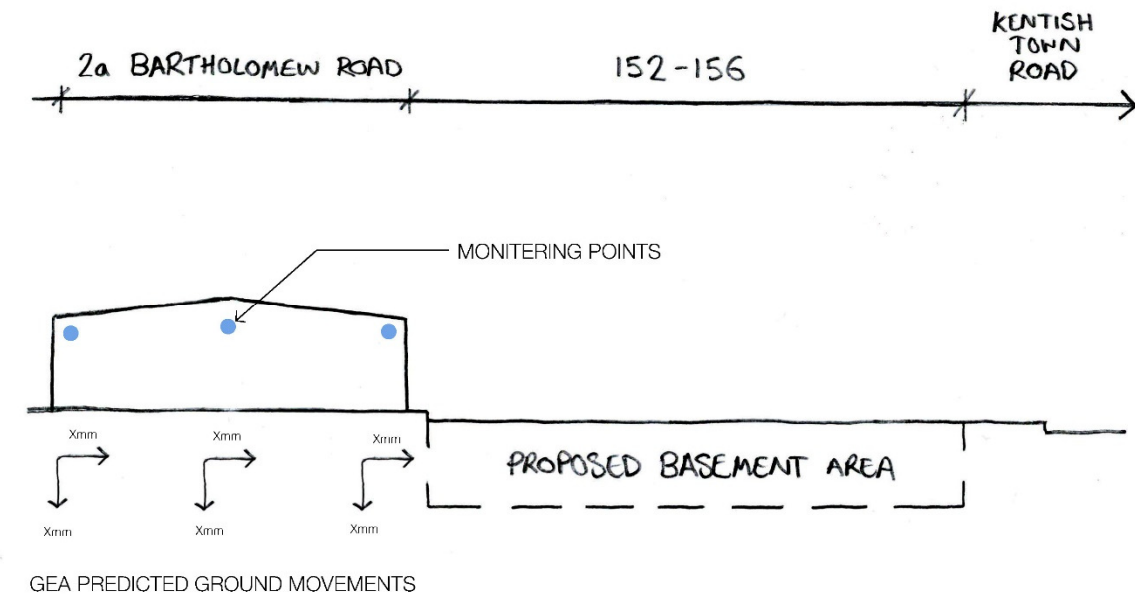 2a BARTHOLOMEW ROAD
152-156
KENTISH
TOWN
ROAD
MONITERING POINTS
Xmm
Xmm
Xmm
PROPOSED BASEMENT AREA
Xmm
Xmm
Xmm
GEA PREDICTED GROUND MOVEMENTS